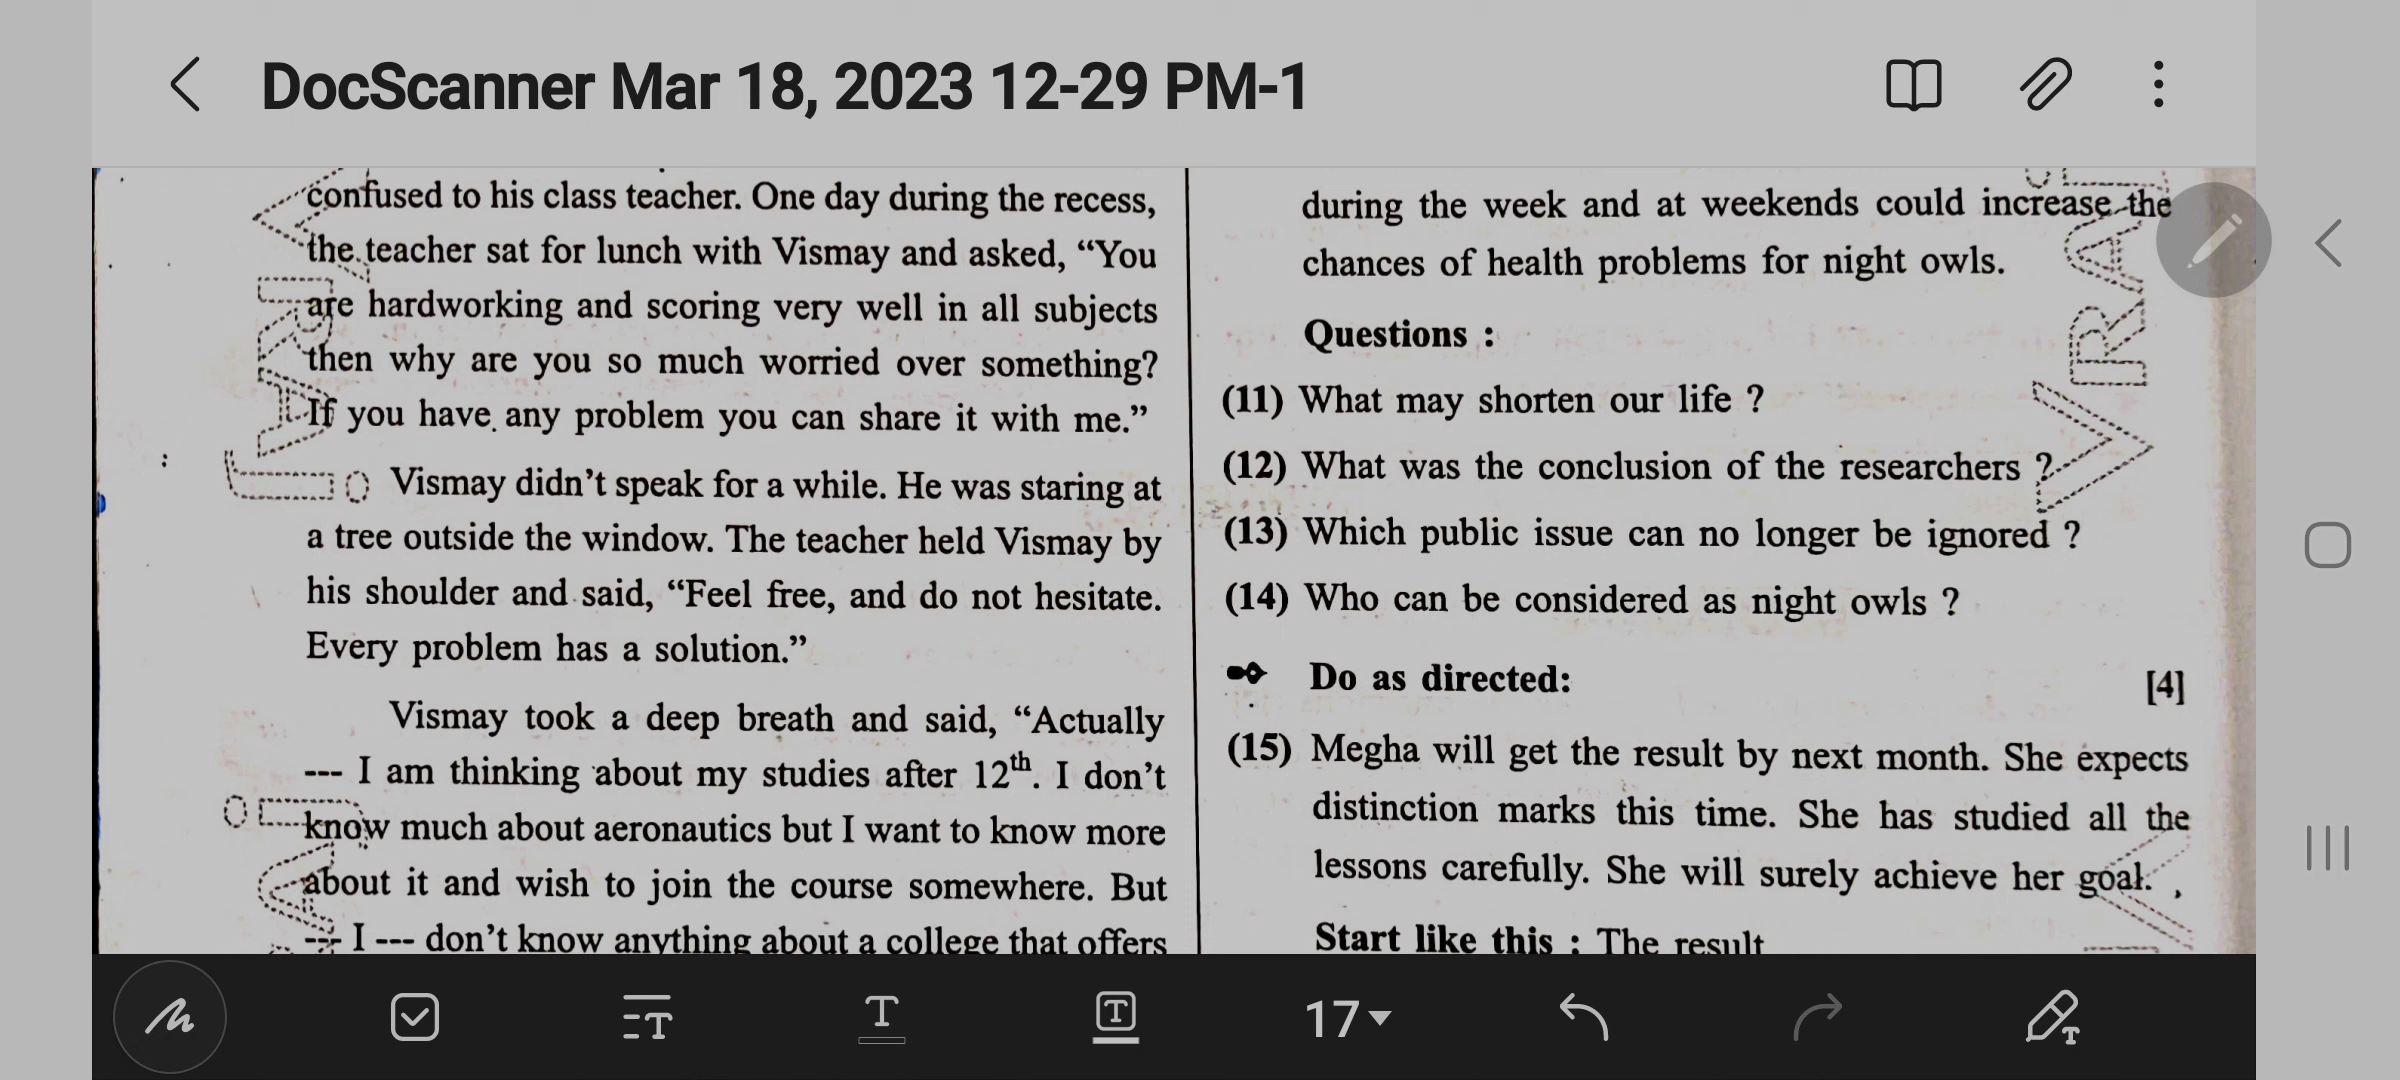 DocScanner Mar 18, 2023 12-29 PM-1
confused to his class teacher. One day during the recess,
the teacher sat for lunch with Vismay and asked, “You
are hardworking and scoring very well in all subjects
then why are you so much worried over something?
If you have any problem you can share it with me.”
Vismay didn’t speak for a while. He was staring at
a tree outside the window. The teacher held Vismay by
his shoulder and said, “Feel free, and do not hesitate.
Every problem has a solution.”
Vismay took a deep breath and said, “Actually
--- I am thinking about my studies after 12th. I don’t
know much about aeronautics but I want to know more
about it and wish to join the course somewhere. But
--- I --- don’t know anything about a college that offers
during the week and at weekends could increase the
chances of health problems for night owls.
Questions :
(11) What may shorten our life ?
(12) What was the conclusion of the researchers ?
(13) Which public issue can no longer be ignored ?
(14) Who can be considered as night owls ?
Do as directed: [4]
(15) Megha will get the result by next month. She expects
distinction marks this time. She has studied all the
lessons carefully. She will surely achieve her goal.
Start like this : The result
17